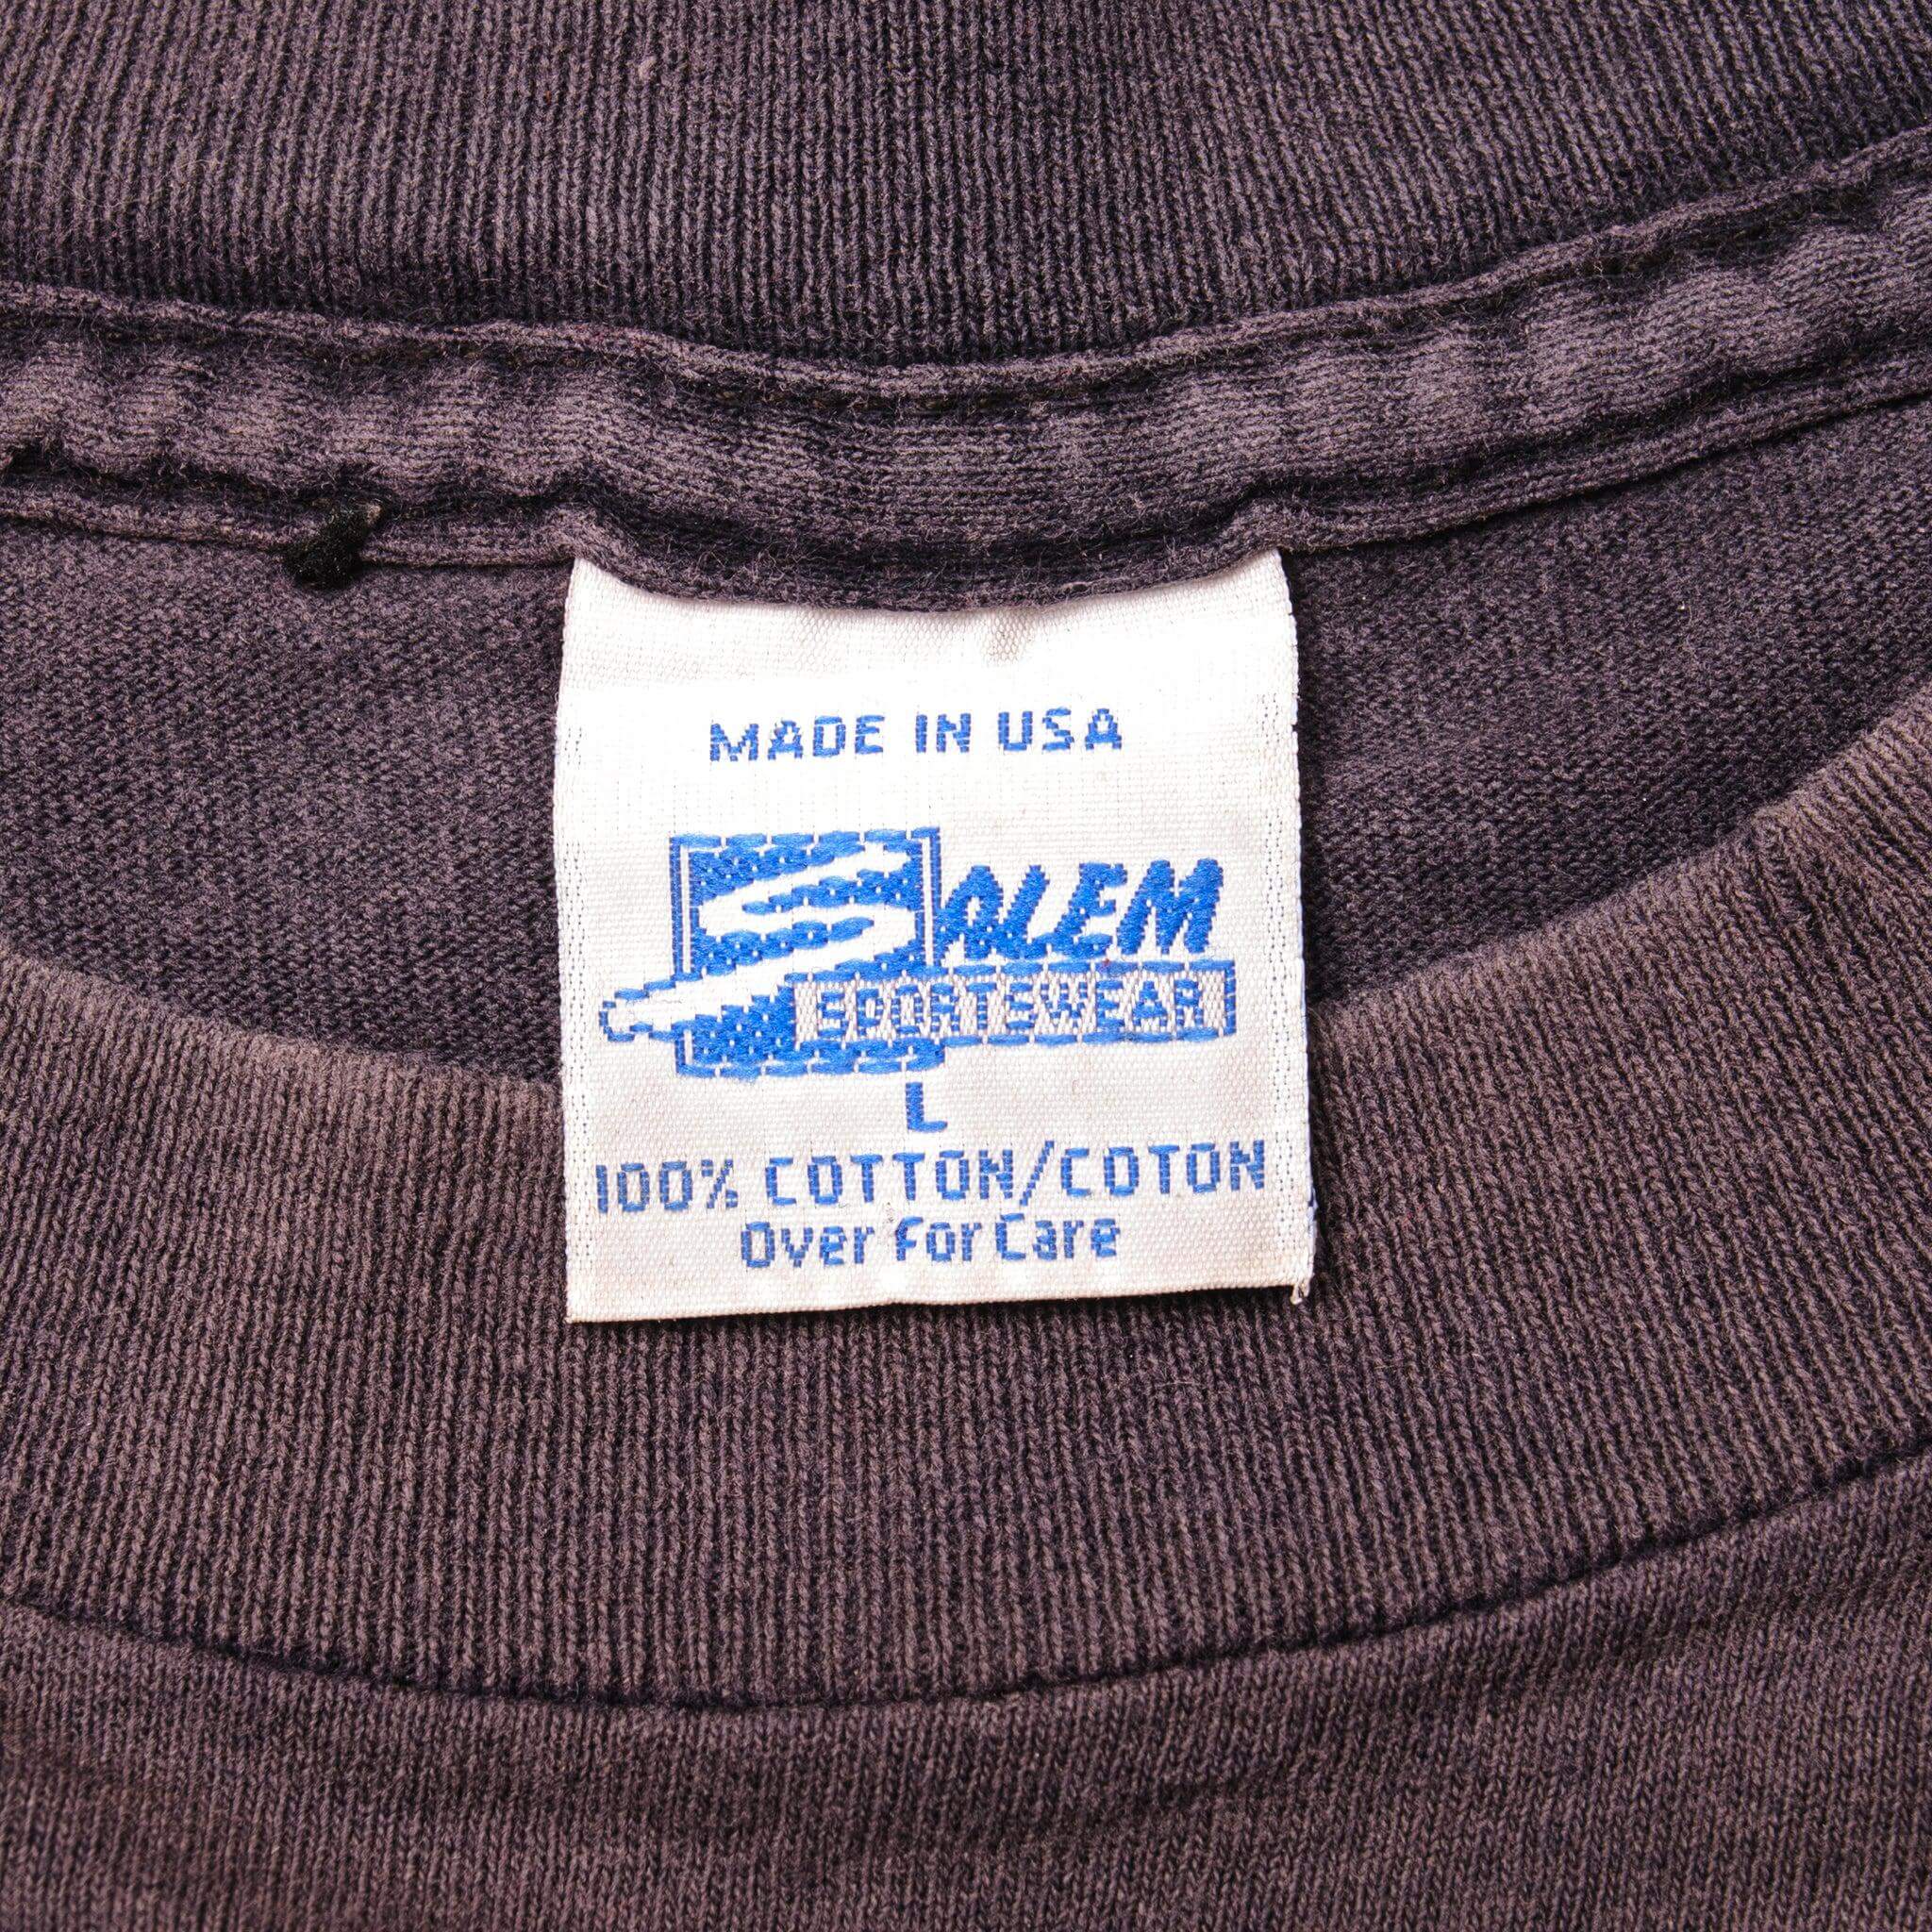 MADE IN USA
SALEM
SPORTSWEAR
L
100% COTTON/COTON
Over For Care